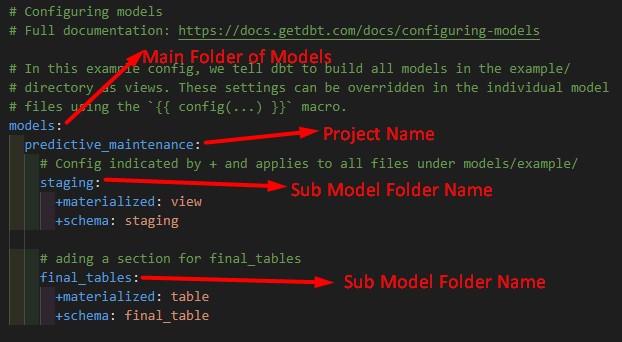 # Configuring models
# Full documentation: https://docs.getdbt.com/docs/configuring-models
Main Folder of Models
# In this example config, we tell dbt to build all models in the example/
# directory as views. These settings can be overridden in the individual model
# files using the `{{ config(...) }}` macro.
models:
Project Name
predictive_maintenance:
# Config indicated by + and applies to all files under models/example/
staging:
Sub Model Folder Name
+materialized: view
+schema: staging
# ading a section for final_tables
final_tables:
Sub Model Folder Name
+materialized: table
+schema: final_table